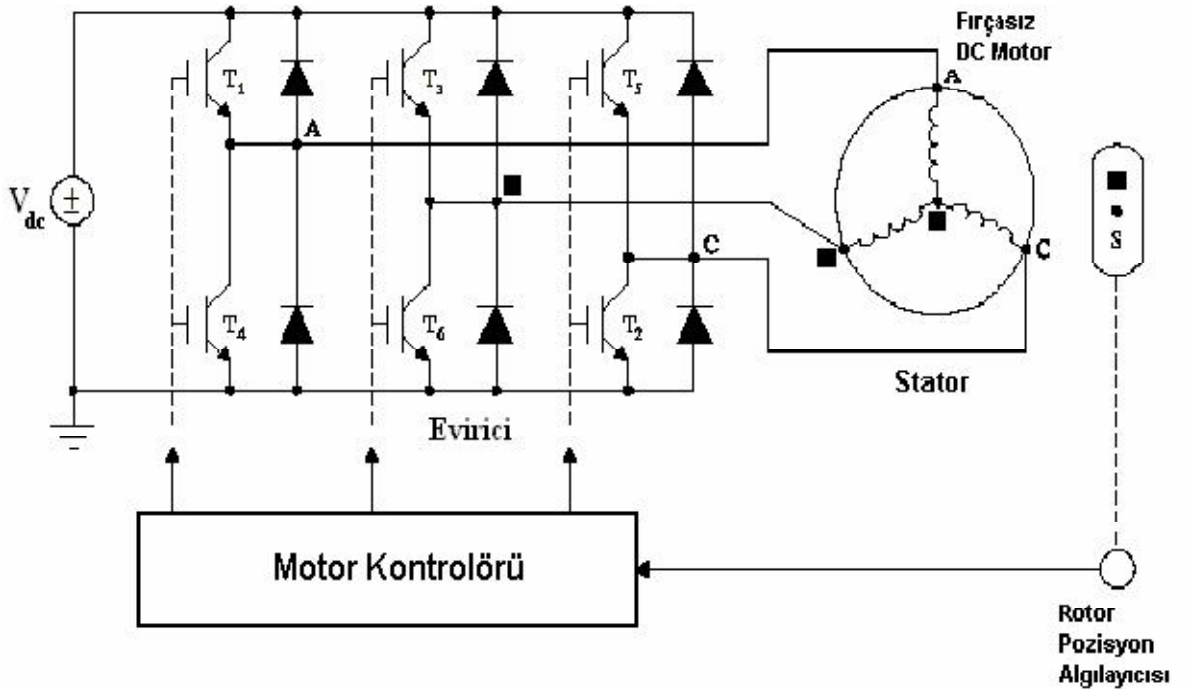 Fırçasız
DC Motor
A
T1
T3
T5
A
Vdc
±
C
C
S
T4
T6
T2
Stator
Evirici
Motor Kontrolörü
Rotor
Pozisyon
Algılayıcısı